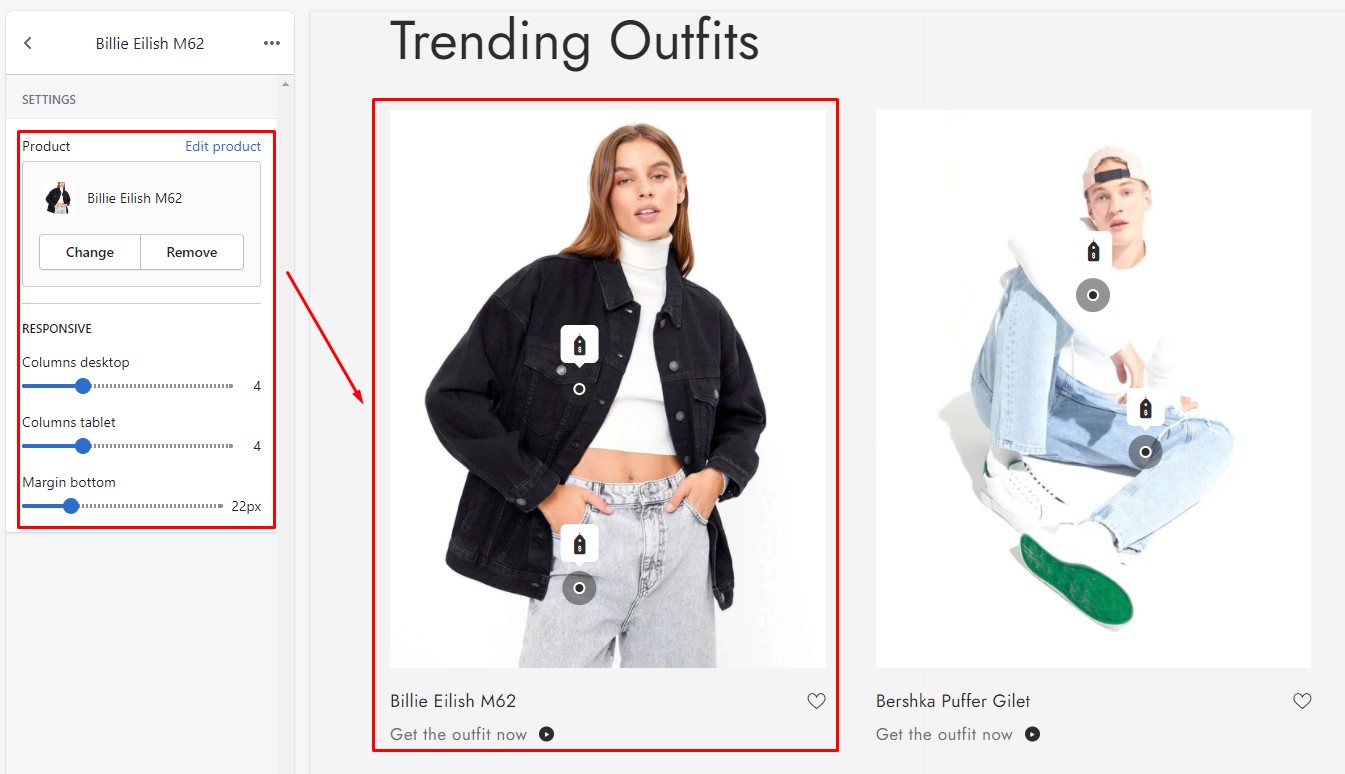 Billie Eilish M62
SETTINGS
Product
Edit product
Billie Eilish M62
Change
Remove
RESPONSIVE
Columns desktop
4
Columns tablet
4
Margin bottom
22px
Trending Outfits
Billie Eilish M62
Get the outfit now
Bershka Puffer Gilet
Get the outfit now